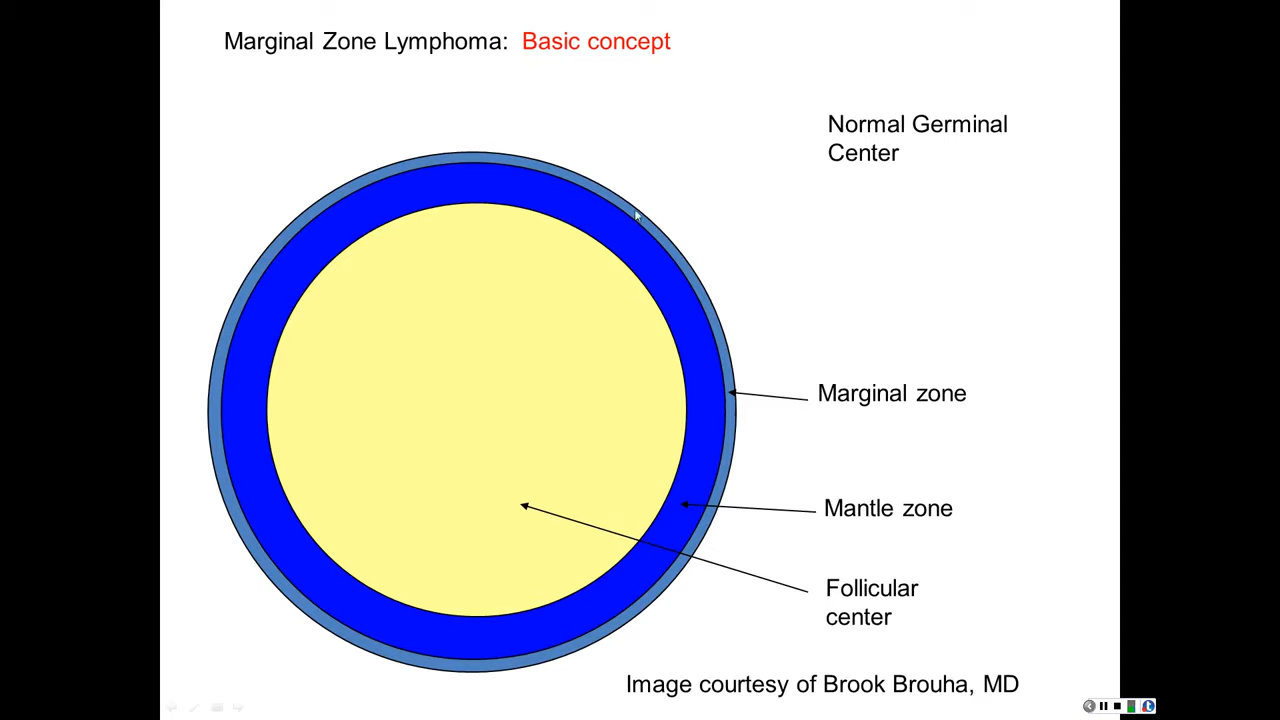 Marginal Zone Lymphoma: Basic concept
Normal Germinal
Center
Marginal zone
Mantle zone
Follicular
center
Image courtesy of Brook Brouha, MD